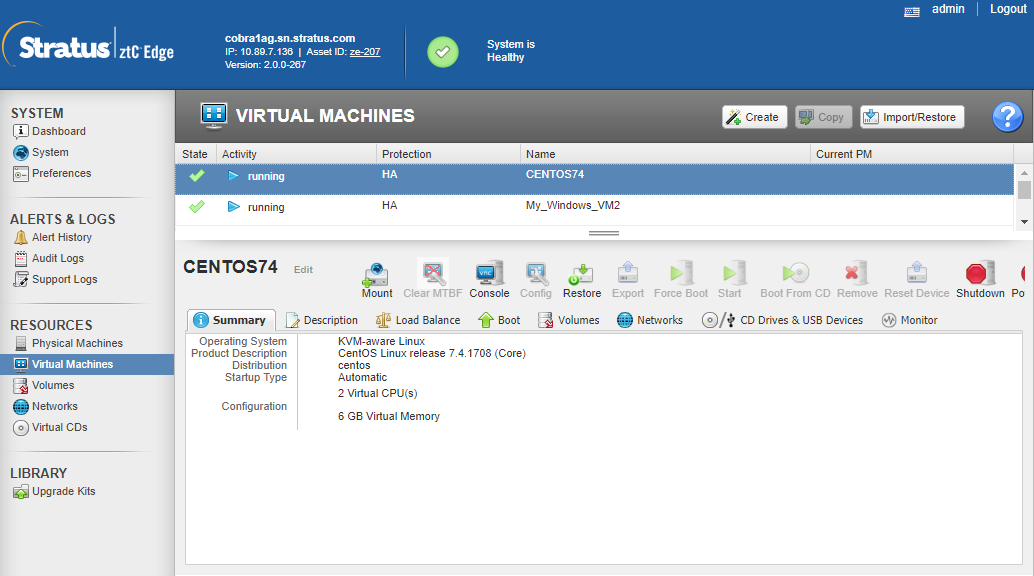 admin | Logout
Stratus | ztC Edge
cobra1ag.sn.stratus.com
IP: 10.89.7.136 | Asset ID: ze-207
Version: 2.0.0-267
System is
Healthy
SYSTEM
Dashboard
System
Preferences
ALERTS & LOGS
Alert History
Audit Logs
Support Logs
RESOURCES
Physical Machines
Virtual Machines
Volumes
Networks
Virtual CDs
LIBRARY
Upgrade Kits
VIRTUAL MACHINES
Create Copy Import/Restore ?
State Activity Protection Name Current PM
running HA CENTOS74
running HA My_Windows_VM2
CENTOS74 Edit
Mount Clear MTBF Console Config Restore Export Force Boot Start Boot From CD Remove Reset Device Shutdown Po
Summary Description Load Balance Boot Volumes Networks CD Drives & USB Devices Monitor
Operating System KVM-aware Linux
Product Description CentOS Linux release 7.4.1708 (Core)
Distribution centos
Startup Type Automatic
2 Virtual CPU(s)
Configuration
6 GB Virtual Memory